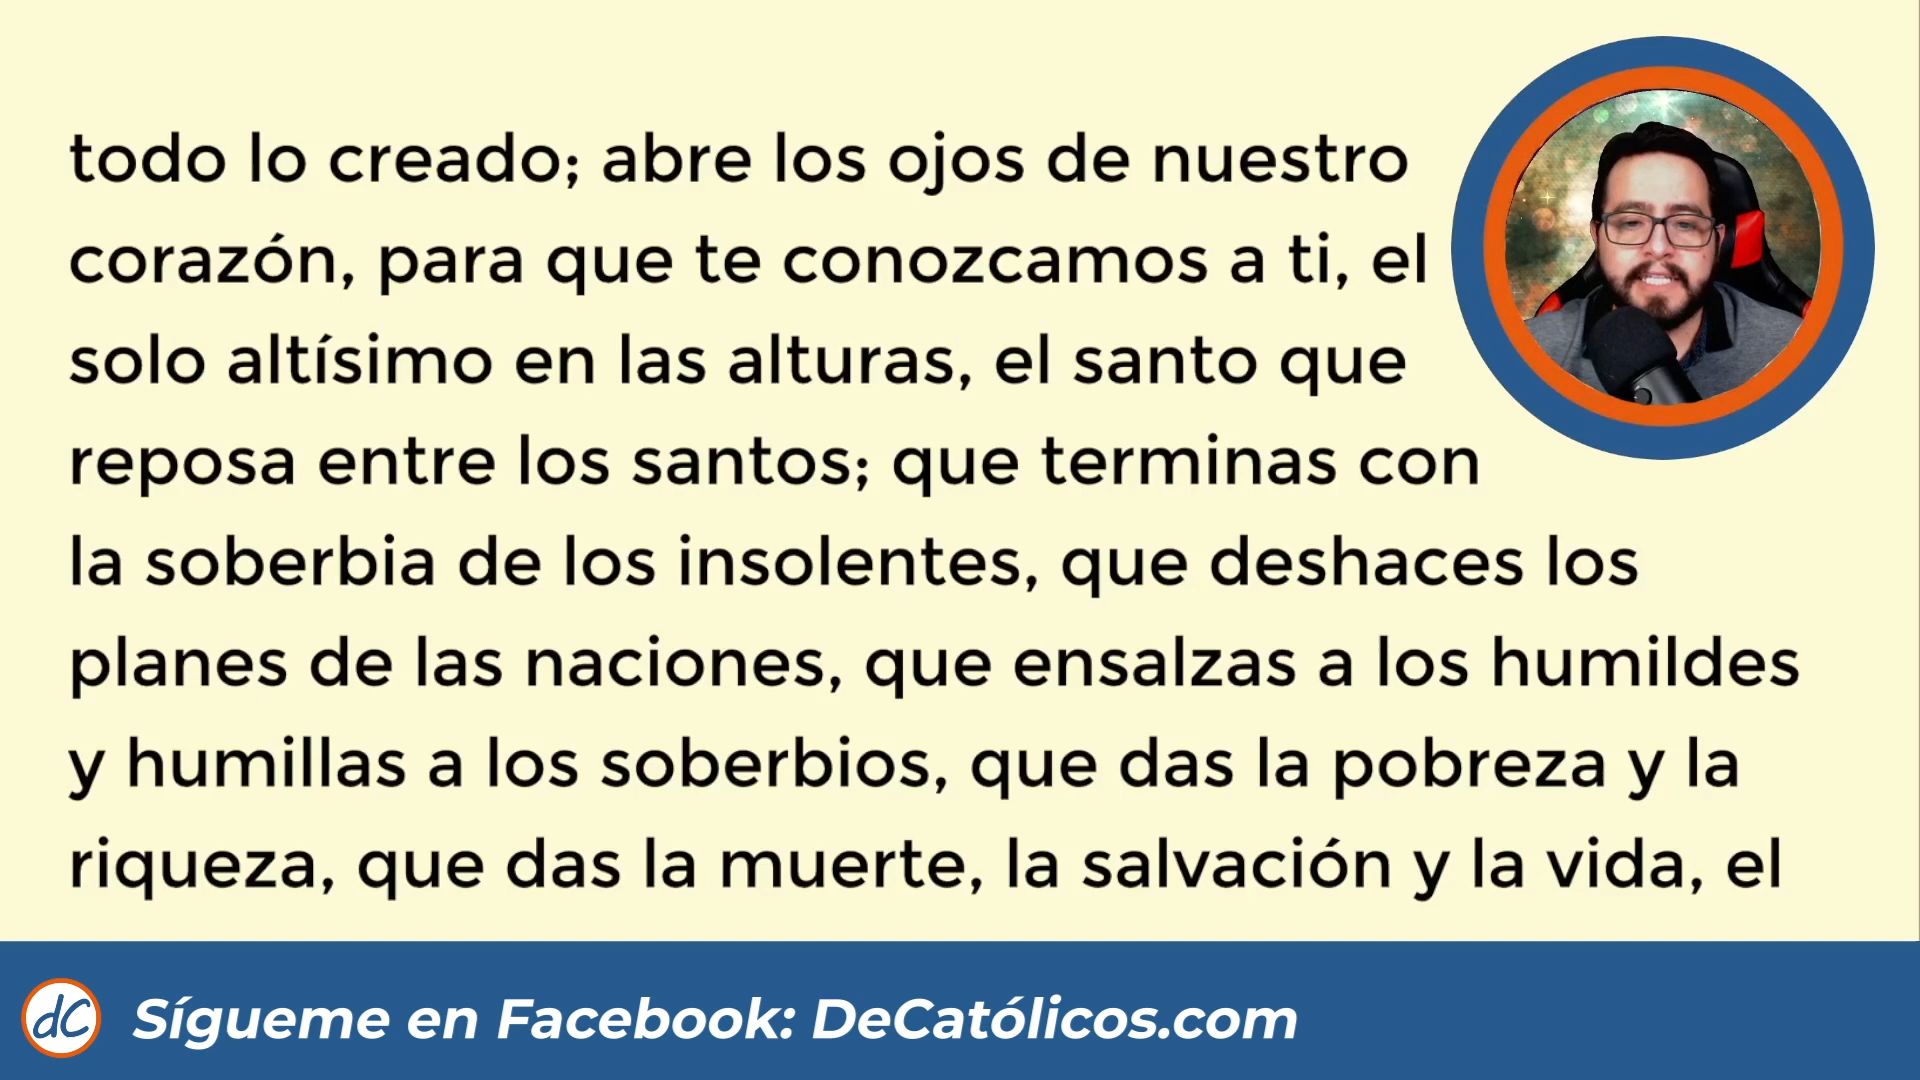 todo lo creado; abre los ojos de nuestro
corazón, para que te conozcamos a ti, el
solo altísimo en las alturas, el santo que
reposa entre los santos; que terminas con
la soberbia de los insolentes, que deshaces los
planes de las naciones, que ensalzas a los humildes
y humillas a los soberbios, que das la pobreza y la
riqueza, que das la muerte, la salvación y la vida, el
dC
Sígueme en Facebook: DeCatólicos.com